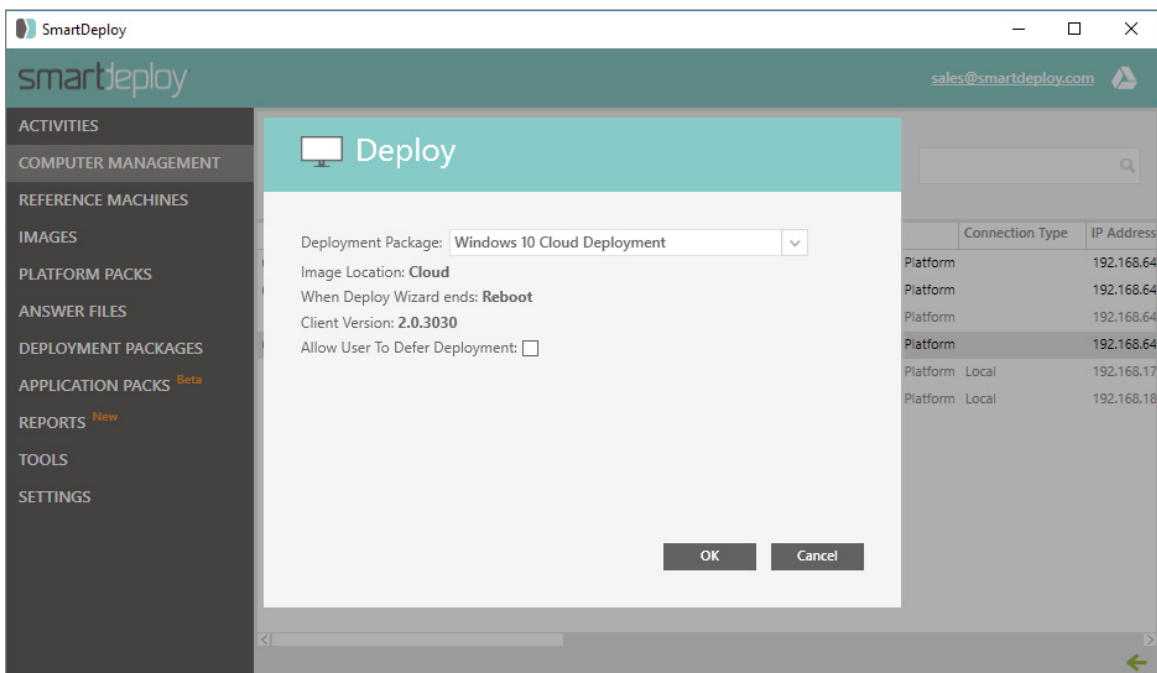 SmartDeploy
smartdeploy
sales@smartdeploy.com
ACTIVITIES
COMPUTER MANAGEMENT
REFERENCE MACHINES
IMAGES
PLATFORM PACKS
ANSWER FILES
DEPLOYMENT PACKAGES
APPLICATION PACKS Beta
REPORTS New
TOOLS
SETTINGS
Deploy
Deployment Package: Windows 10 Cloud Deployment
Image Location: Cloud
When Deploy Wizard ends: Reboot
Client Version: 2.0.3030
Allow User To Defer Deployment:
OK Cancel
Connection Type IP Address
Platform 192.168.64
Platform 192.168.64
Platform 192.168.64
Platform 192.168.64
Platform Local 192.168.17
Platform Local 192.168.18